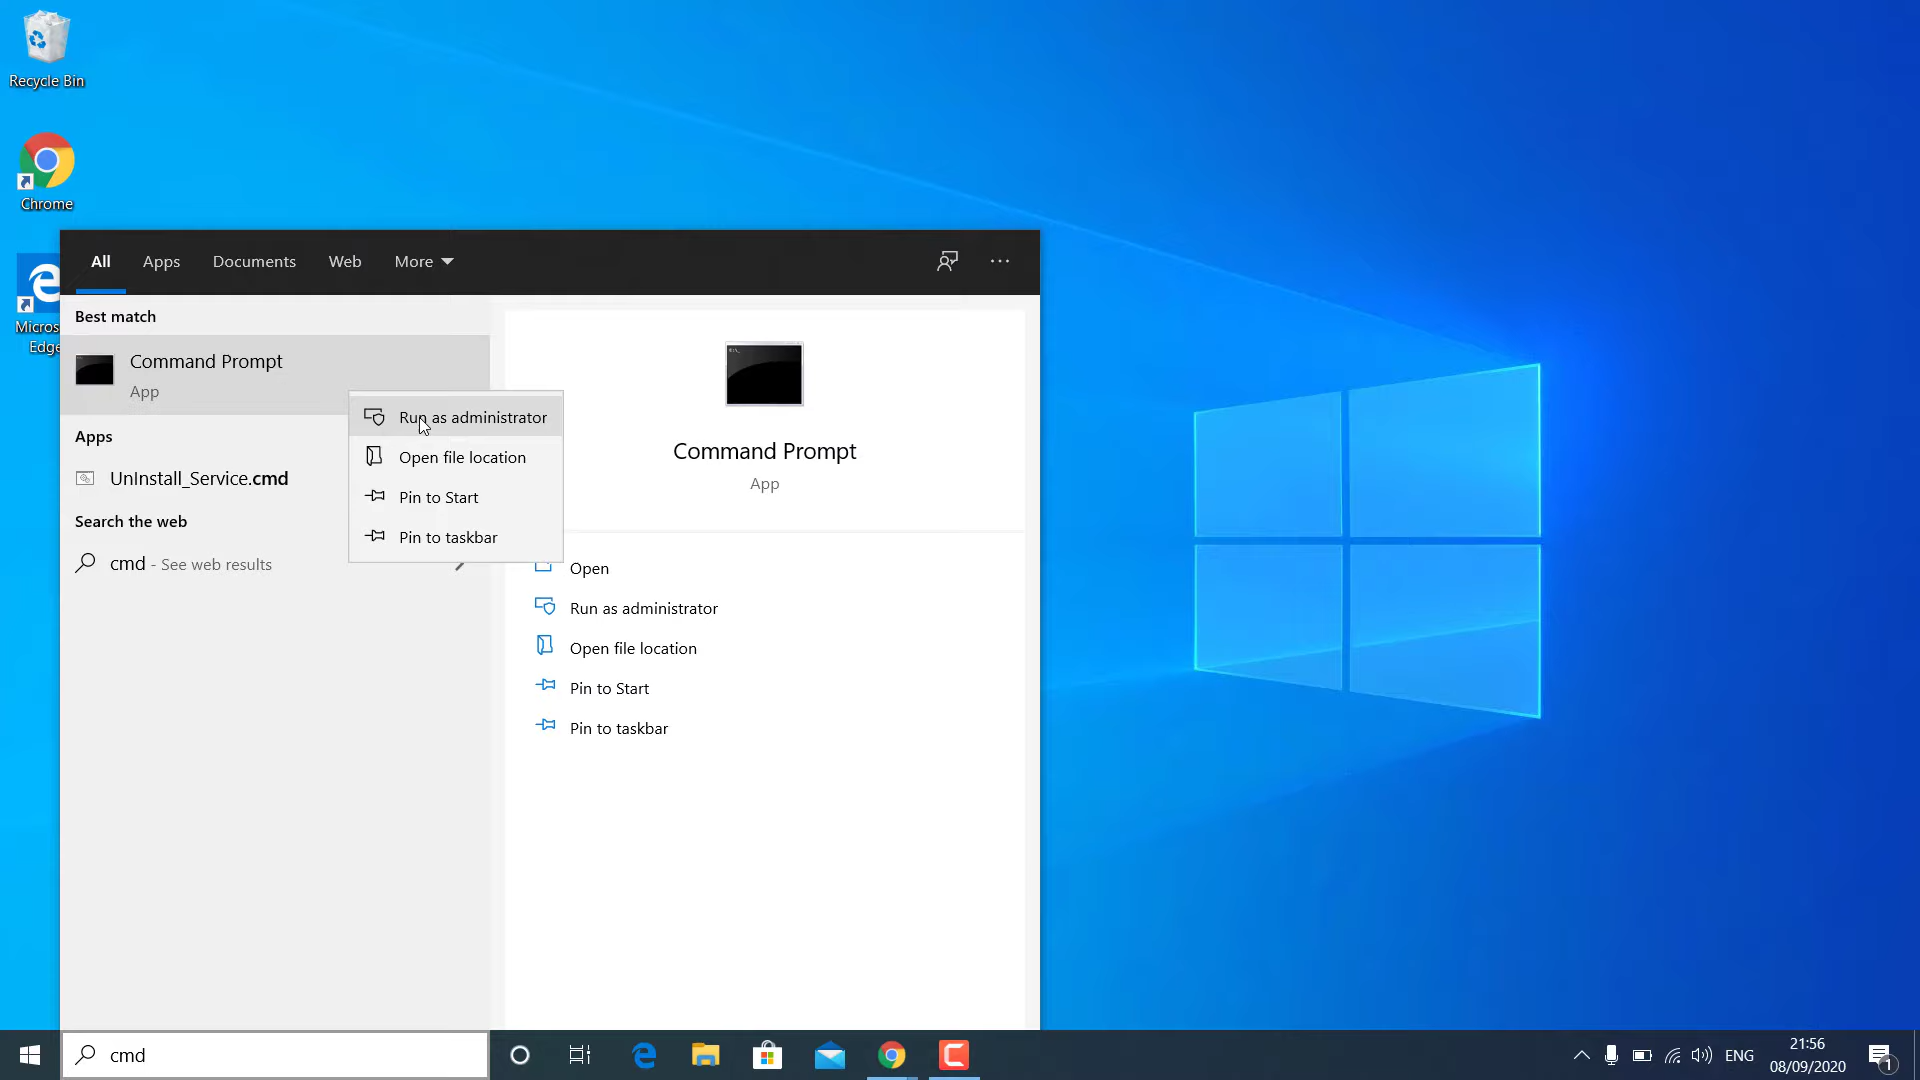 Recycle Bin
Chrome
Micros
Edge
All Apps Documents Web More
Best match
Command Prompt
App
Apps
UnInstall_Service.cmd
Search the web
cmd - See web results
Run as administrator
Open file location
Pin to Start
Pin to taskbar
Command Prompt
App
Open
Run as administrator
Open file location
Pin to Start
Pin to taskbar
cmd
ENG
21:56
08/09/2020
1